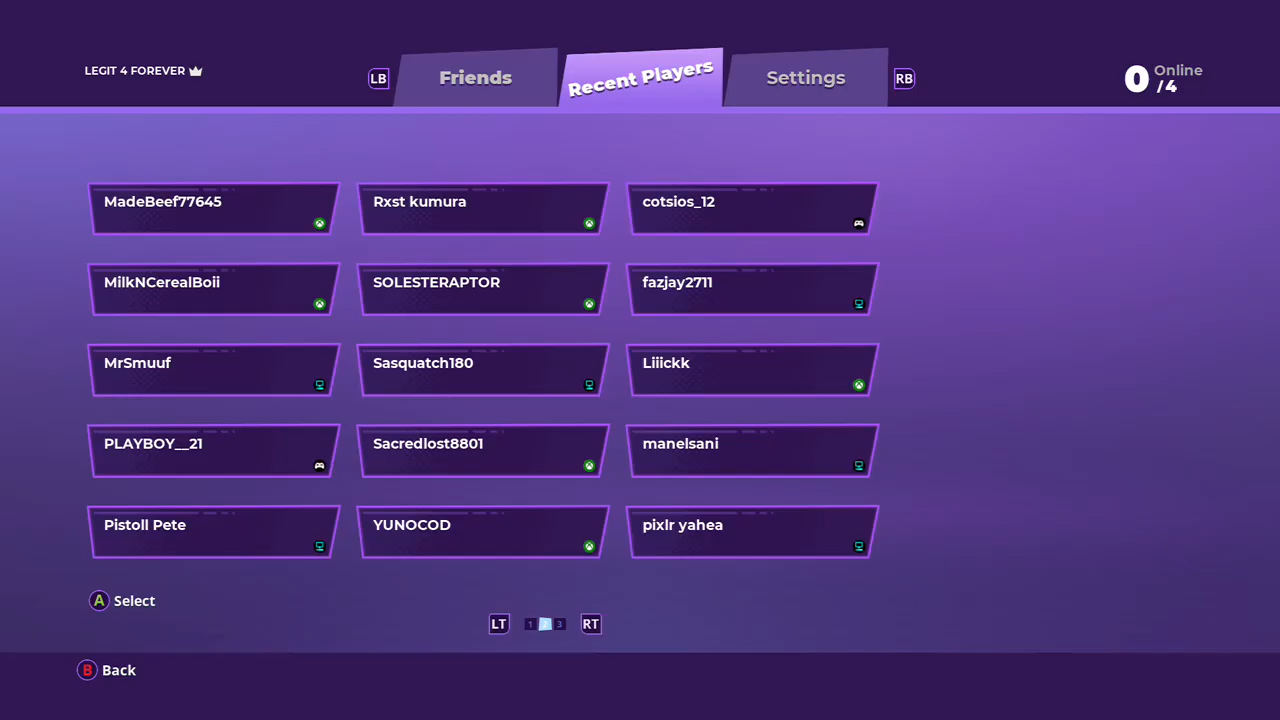 LEGIT 4 FOREVER
LB
Friends
Recent Players
Settings
RB
0
Online
/4
MadeBeef77645
Rxst kumura
cotsios_12
MilkNCerealBoii
SOLESTERAPTOR
fazjay2711
MrSmuuf
Sasquatch180
Liiickk
PLAYBOY__21
Sacredlost8801
manelsani
Pistoll Pete
YUNOCOD
pixlr yahea
A Select
LT
1 2 3
RT
B Back